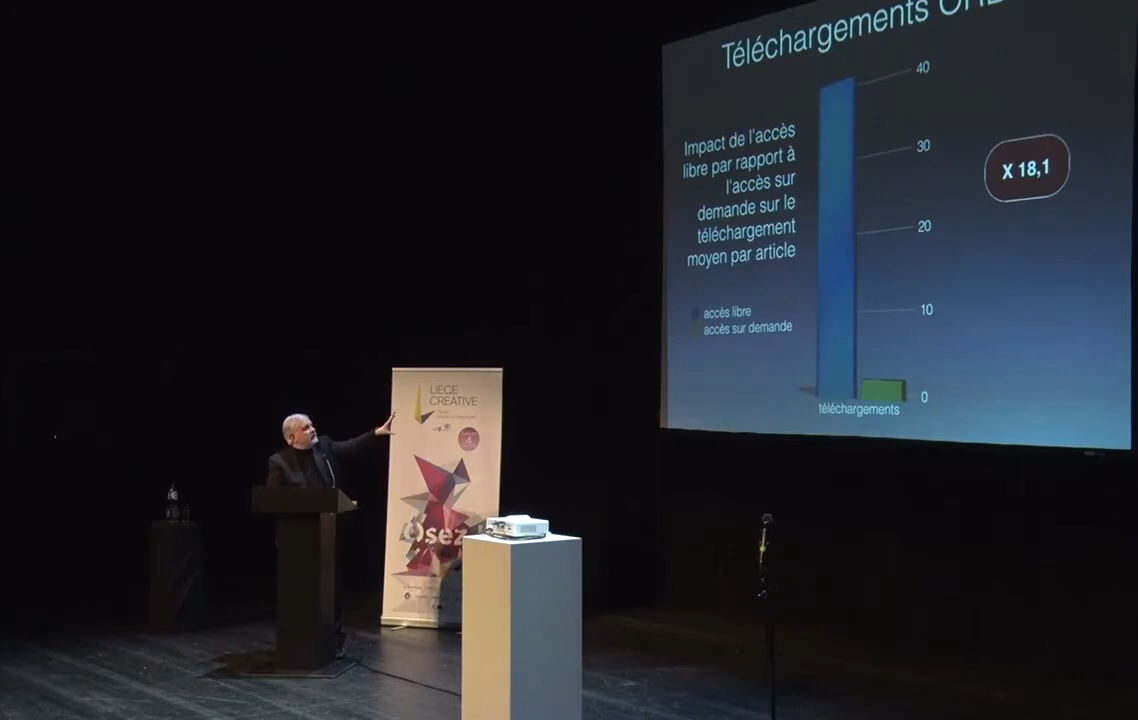 Téléchargements
40
Impact de l'accès
libre par rapport à
l'accès sur
demande sur le
téléchargement
moyen par article
30
X 18,1
20
accès libre
accès sur demande
10
0
téléchargements
LIEGE
CREATIVE
4
Osez